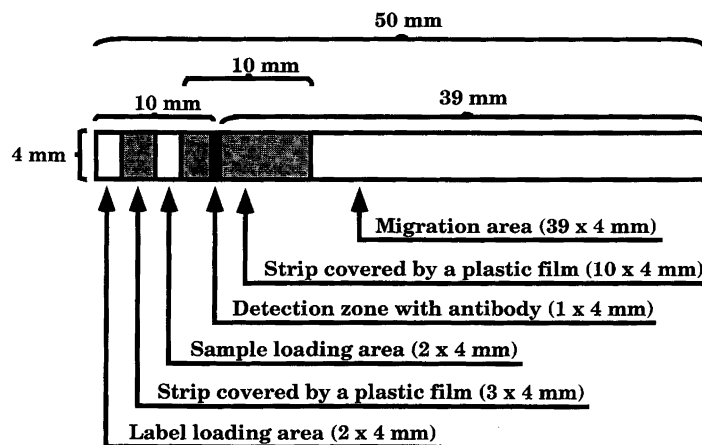 50 mm
10 mm
10 mm
39 mm
4 mm
Migration area (39 x 4 mm)
Strip covered by a plastic film (10 x 4 mm)
Detection zone with antibody (1 x 4 mm)
Sample loading area (2 x 4 mm)
Strip covered by a plastic film (3 x 4 mm)
Label loading area (2 x 4 mm)